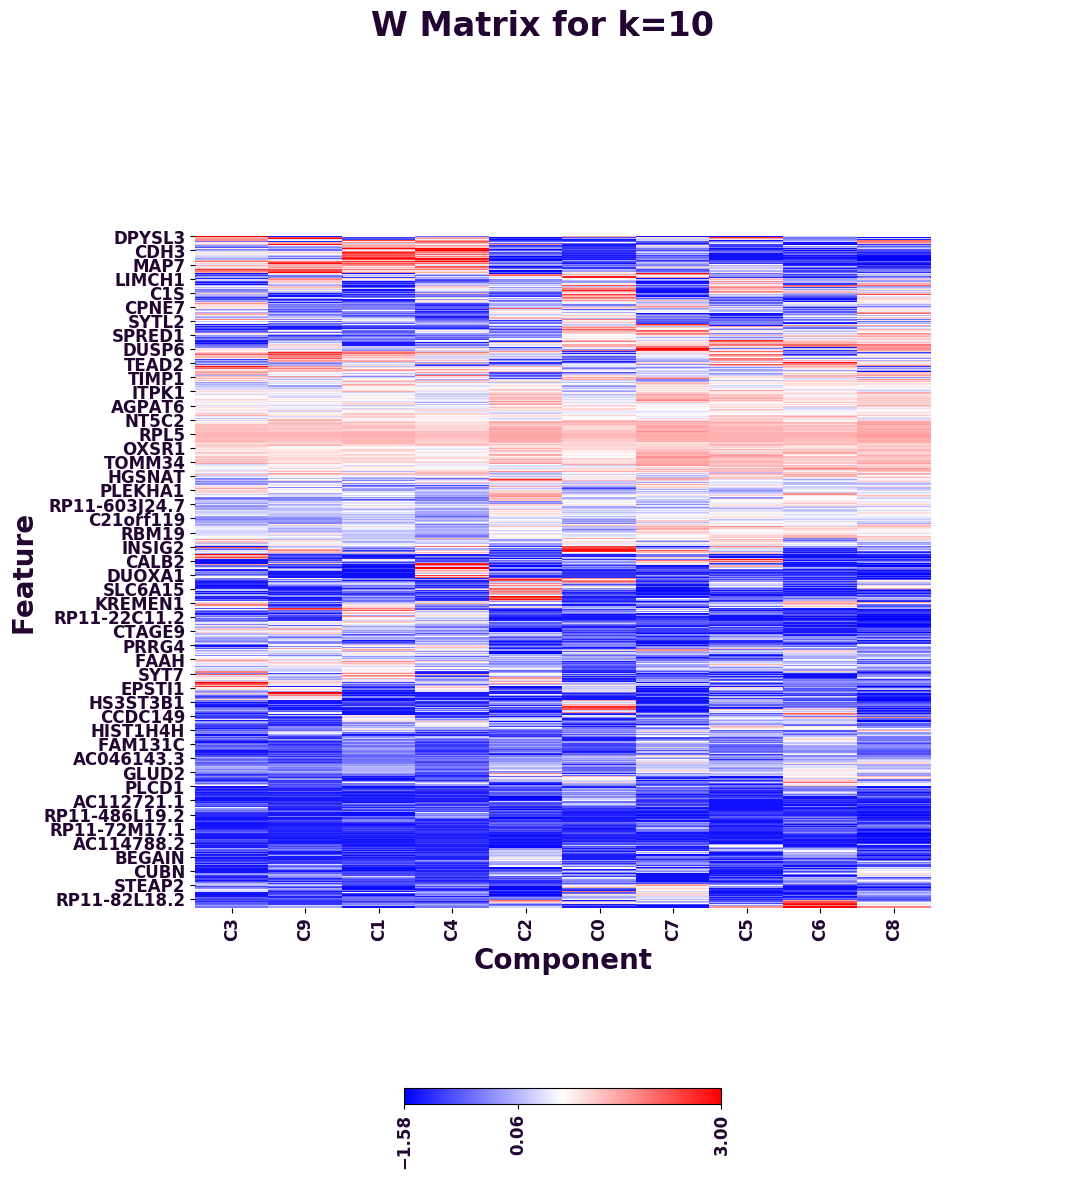 W Matrix for k=10
DPYSL3
CDH3
MAP7
LIMCH1
C1S
CPNE7
SYTL2
SPRED1
DUSP6
TEAD2
TIMP1
ITPK1
AGPAT6
NT5C2
RPL5
OXSR1
TOMM34
HGSNAT
PLEKHA1
RP11-603J24.7
C21orf119
RBM19
INSIG2
CALB2
DUOXA1
SLC6A15
KREMEN1
RP11-22C11.2
CTAGE9
PRRG4
FAAH
SYT7
EPSTI1
HS3ST3B1
CCDC149
HIST1H4H
FAM131C
AC046143.3
GLUD2
PLCD1
AC112721.1
RP11-486L19.2
RP11-72M17.1
AC114788.2
BEGAIN
CUBN
STEAP2
RP11-82L18.2
Feature
C3 C9 C1 C4 C2 C0 C7 C5 C6 C8
Component
−1.58 0.06 3.00